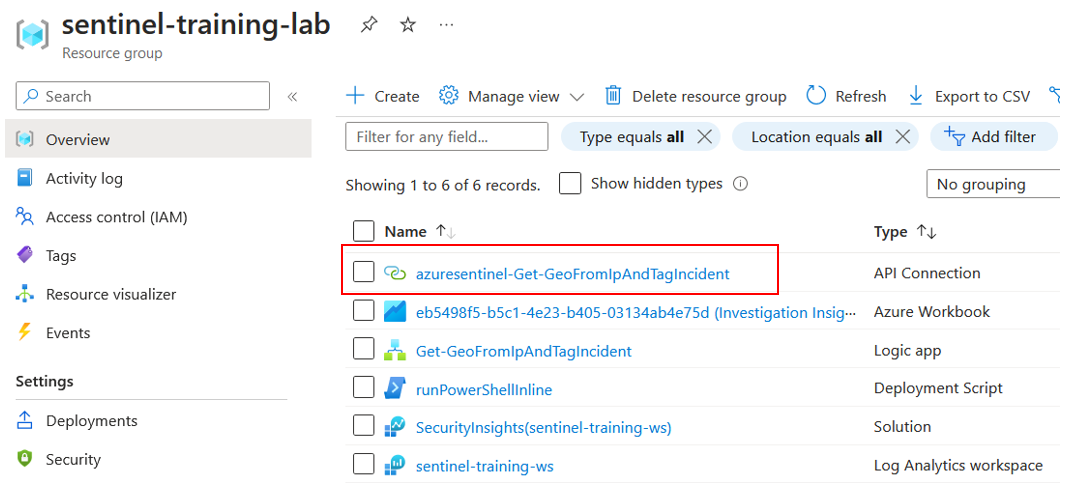 sentinel-training-lab
Resource group
Search
Overview
Activity log
Access control (IAM)
Tags
Resource visualizer
Events
Settings
Deployments
Security
Create Manage view Delete resource group Refresh Export to CSV
Filter for any field... Type equals all Location equals all Add filter
Showing 1 to 6 of 6 records. Show hidden types No grouping
Name Type
azuresentinel-Get-GeoFromIpAndTagIncident API Connection
eb5498f5-b5c1-4e23-b405-03134ab4e75d (Investigation Insig··· Azure Workbook
Get-GeoFromIpAndTagIncident Logic app
runPowerShellInline Deployment Script
SecurityInsights(sentinel-training-ws) Solution
sentinel-training-ws Log Analytics workspace